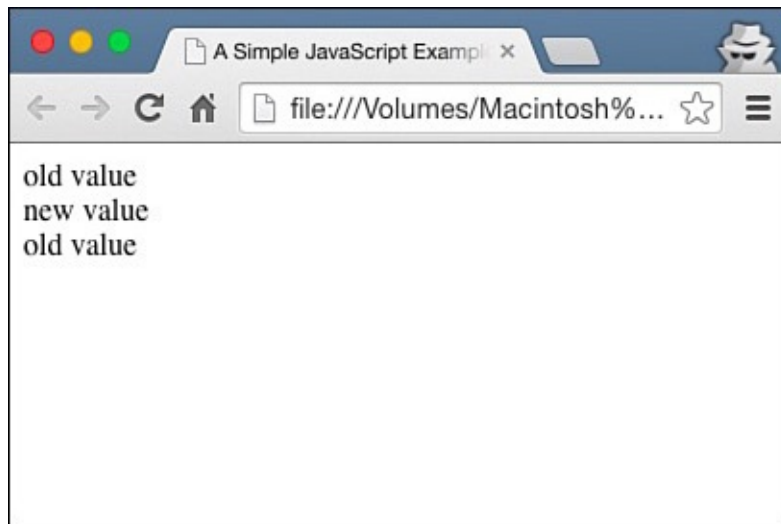 A Simple JavaScript Exampl
file:///Volumes/Macintosh%...
old value
new value
old value